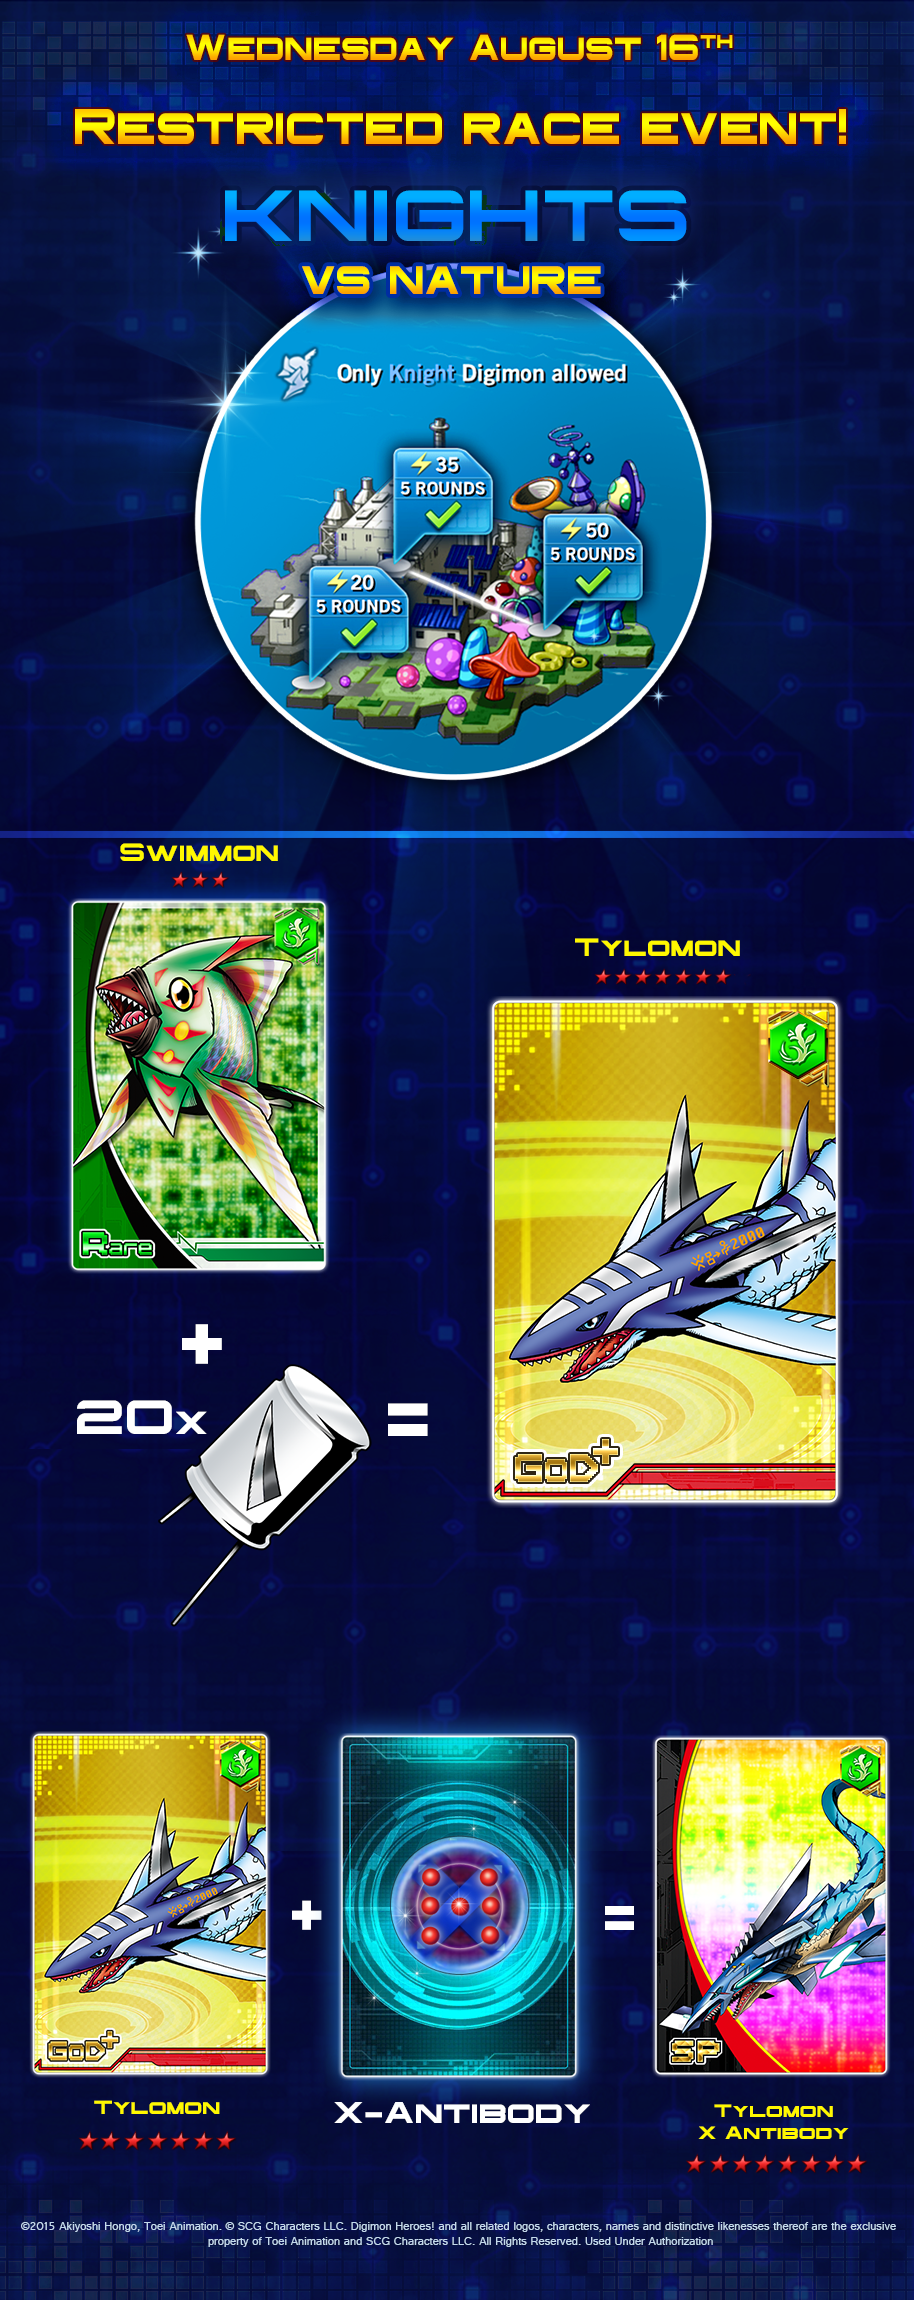 WEDNESDAY AUGUST 16TH
RESTRICTED RACE EVENT!
KNIGHTS
VS NATURE
Only Knight Digimon allowed
35
5 ROUNDS
50
5 ROUNDS
20
5 ROUNDS
SWIMMON
TYLOMON
2000
Rare
+
20x
=
GOD+
2000
GOD+
+
=
SP
TYLOMON
X-ANTIBODY
TYLOMON
X ANTIBODY
©2015 Akiyoshi Hongo, Toei Animation. © SCG Characters LLC. Digimon Heroes! and all related logos, characters, names and distinctive likenesses thereof are the exclusive
property of Toei Animation and SCG Characters LLC. All Rights Reserved. Used Under Authorization